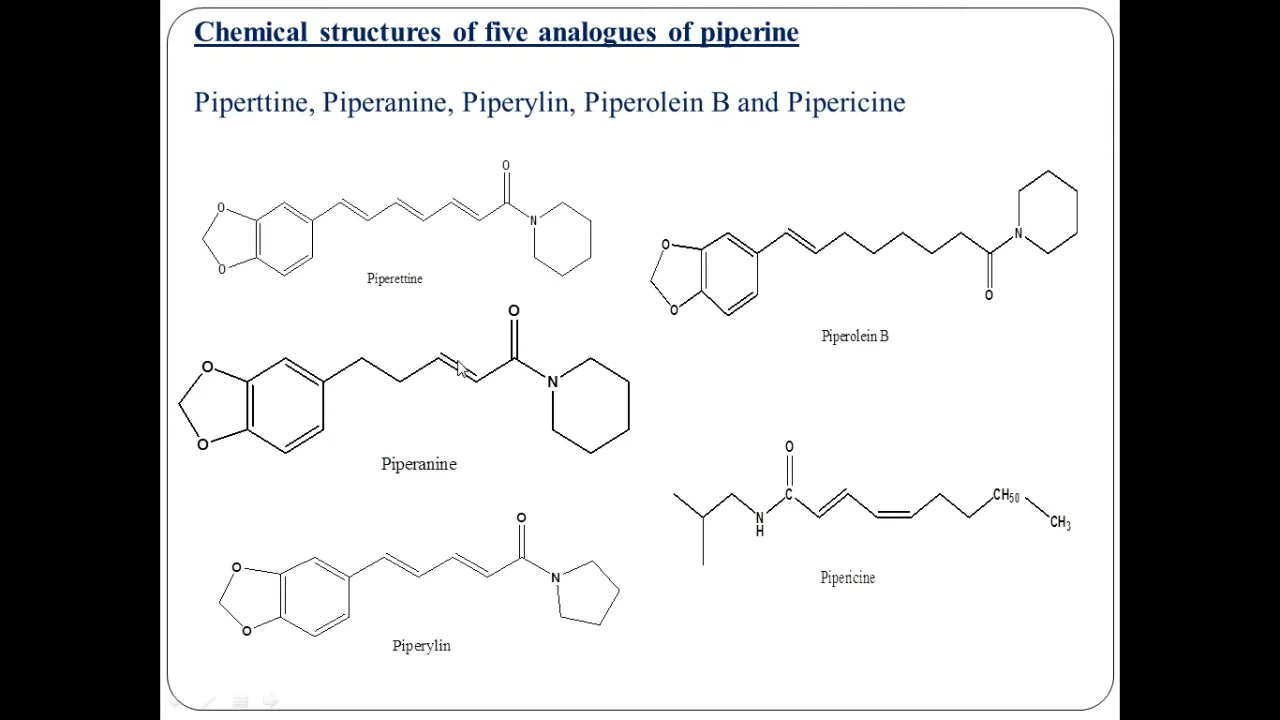 Chemical structures of five analogues of piperine
Piperttine, Piperanine, Piperylin, Piperolein B and Pipericine
O
O
O
N
Piperettine
O
O
N
O
Piperolein B
O
O
O
N
Piperanine
O
C
N
H
CH50
CH3
Pipericine
O
O
O
N
Piperylin